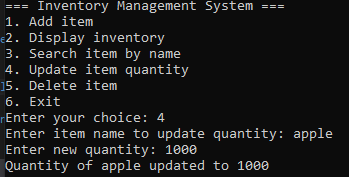 === Inventory Management System ===
1. Add item
2. Display inventory
3. Search item by name
4. Update item quantity
5. Delete item
6. Exit
Enter your choice: 4
Enter item name to update quantity: apple
Enter new quantity: 1000
Quantity of apple updated to 1000